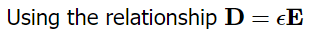 Using the relationship D = ϵE